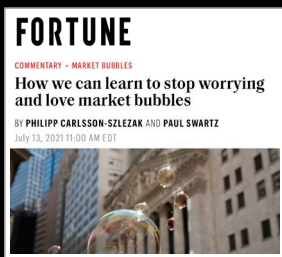 FORTUNE
COMMENTARY • MARKET BUBBLES
How we can learn to stop worrying
and love market bubbles
BY PHILIPP CARLSSON-SZLEZAK AND PAUL SWARTZ
July 13, 2021 11:00 AM EDT